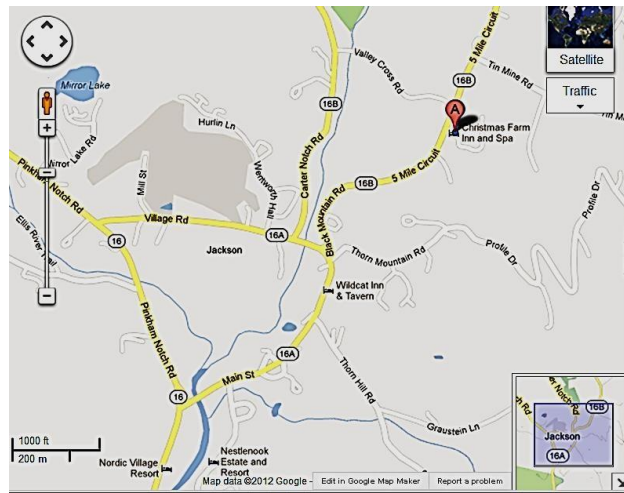 Satellite
Traffic
Mirror Lake
Valley Cross Rd
5 Mile Circuit
Tin Mine Rd
16B
16B
A
Christmas Farm
Inn and Spa
Hurlin Ln
Mirror Lake Rd
Mill St
Wentworth Hall
Carter Notch Rd
Black Mountain Rd
16B
5 Mile Circuit
Profile Dr
Pinkham Notch Rd
Village Rd
16
16A
Jackson
Thorn Mountain Rd
Profile Dr
Ellis River Trail
Wildcat Inn
& Tavern
Pinkham Notch Rd
16A
Main St
Thorn Hill Rd
16
Graustein Ln
1000 ft
200 m
Nordic Village
Resort
Nestlenook
Estate and
Resort
Map data ©2012 Google -
Edit in Google Map Maker
Report a problem
16B
Jackson
16A